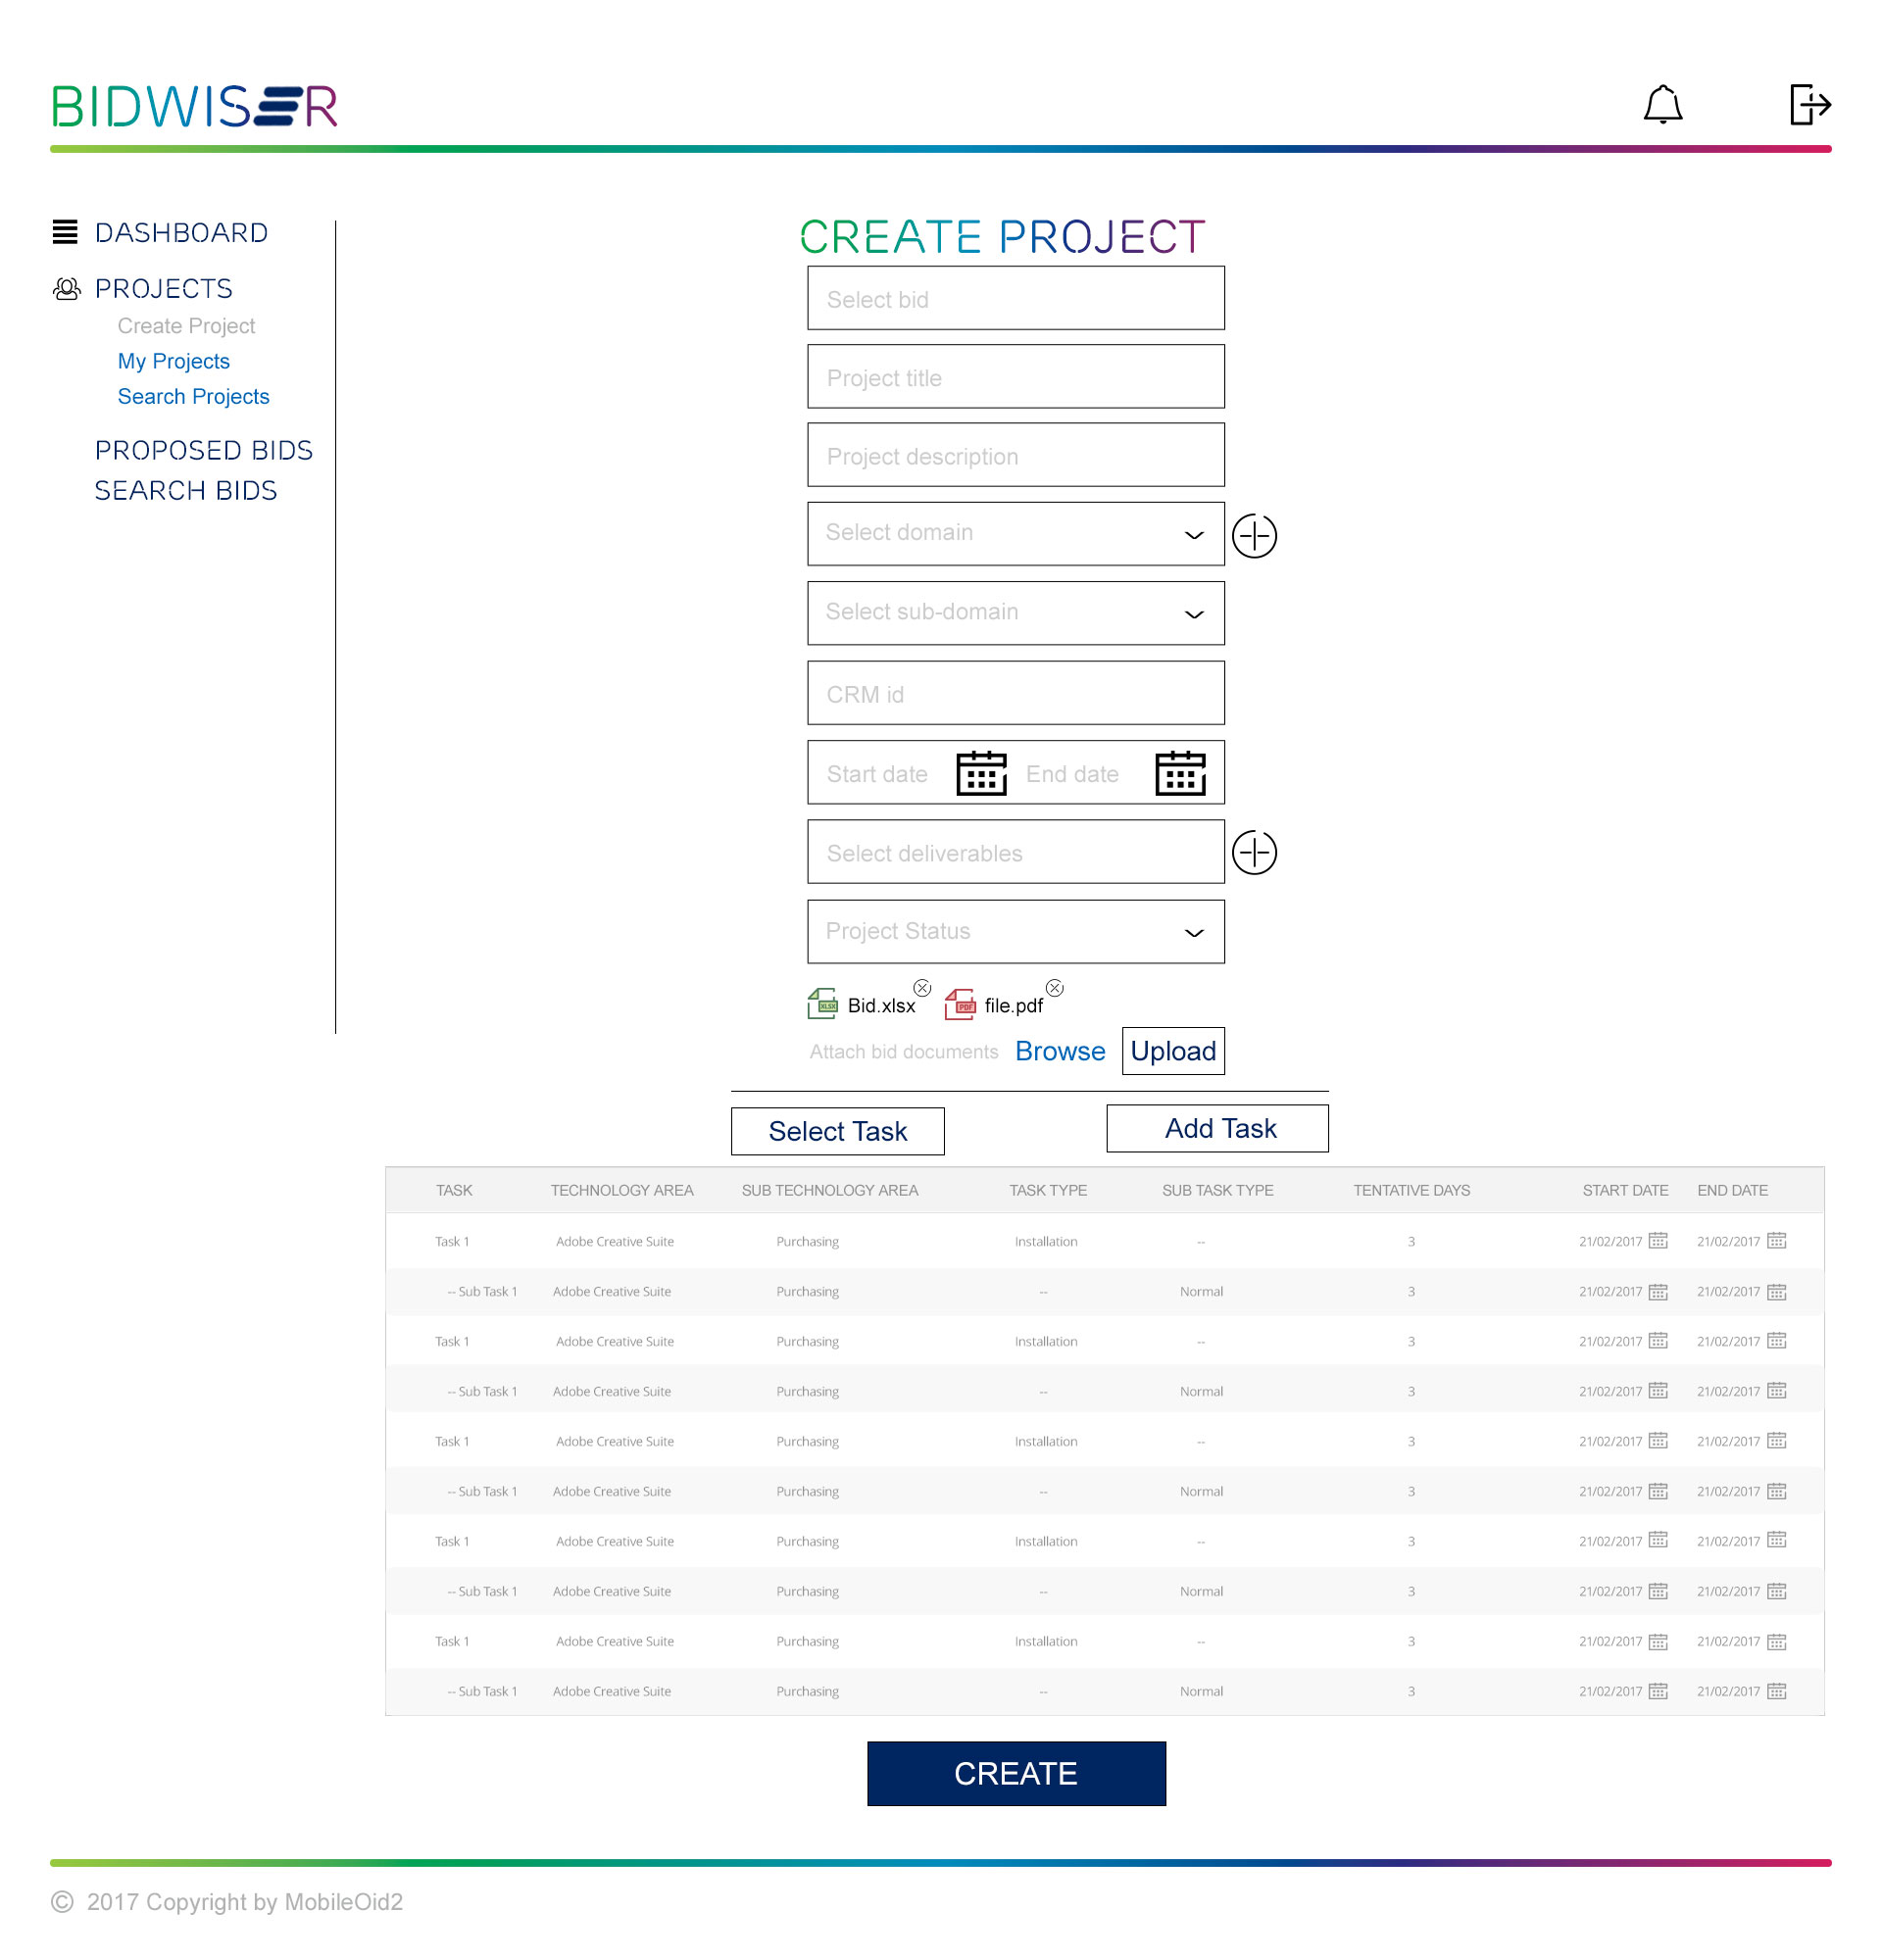 BIDWISER
DASHBOARD
PROJECTS
Create Project
My Projects
Search Projects
PROPOSED BIDS
SEARCH BIDS
CREATE PROJECT
Select bid
Project title
Project description
Select domain
Select sub-domain
CRM id
Start date End date
Select deliverables
Project Status
XLSX Bid.xlsx PDF file.pdf
Attach bid documents Browse Upload
Select Task Add Task
TASK TECHNOLOGY AREA SUB TECHNOLOGY AREA TASK TYPE SUB TASK TYPE TENTATIVE DAYS START DATE END DATE
Task 1 Adobe Creative Suite Purchasing Installation -- 3 21/02/2017 21/02/2017
-- Sub Task 1 Adobe Creative Suite Purchasing -- Normal 3 21/02/2017 21/02/2017
Task 1 Adobe Creative Suite Purchasing Installation -- 3 21/02/2017 21/02/2017
-- Sub Task 1 Adobe Creative Suite Purchasing -- Normal 3 21/02/2017 21/02/2017
Task 1 Adobe Creative Suite Purchasing Installation -- 3 21/02/2017 21/02/2017
-- Sub Task 1 Adobe Creative Suite Purchasing -- Normal 3 21/02/2017 21/02/2017
Task 1 Adobe Creative Suite Purchasing Installation -- 3 21/02/2017 21/02/2017
-- Sub Task 1 Adobe Creative Suite Purchasing -- Normal 3 21/02/2017 21/02/2017
Task 1 Adobe Creative Suite Purchasing Installation -- 3 21/02/2017 21/02/2017
-- Sub Task 1 Adobe Creative Suite Purchasing -- Normal 3 21/02/2017 21/02/2017
CREATE
© 2017 Copyright by MobileOid2